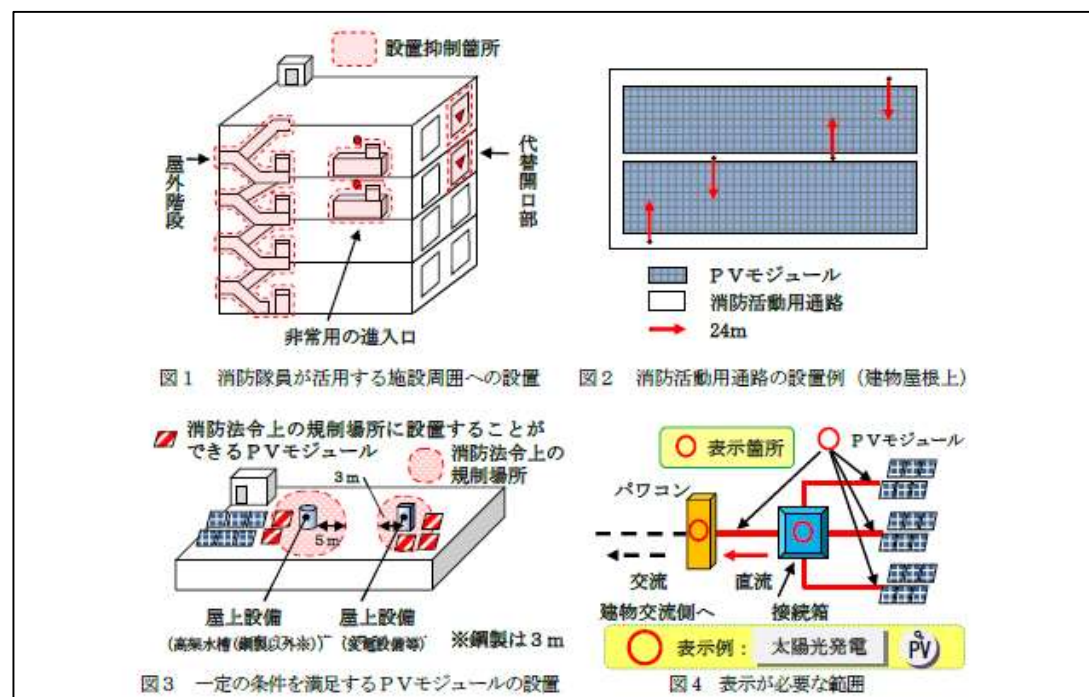 設置抑制箇所
屋外階段
代替開口部
非常用の進入口
図1 消防隊員が活用する施設周囲への設置
PVモジュール
消防活動用通路
24m
図2 消防活動用通路の設置例(建物屋根上)
消防法令上の規制場所に設置することが
できるPVモジュール
消防法令上の
規制場所
3m
5m
屋上設備
(高架水槽(鋼製以外※))
屋上設備
(変電設備等)
※鋼製は3m
図3 一定の条件を満足するPVモジュールの設置
表示箇所
PVモジュール
パワコン
交流
直流
建物交流側へ
接続箱
表示例:
太陽光発電
PV
図4 表示が必要な範囲